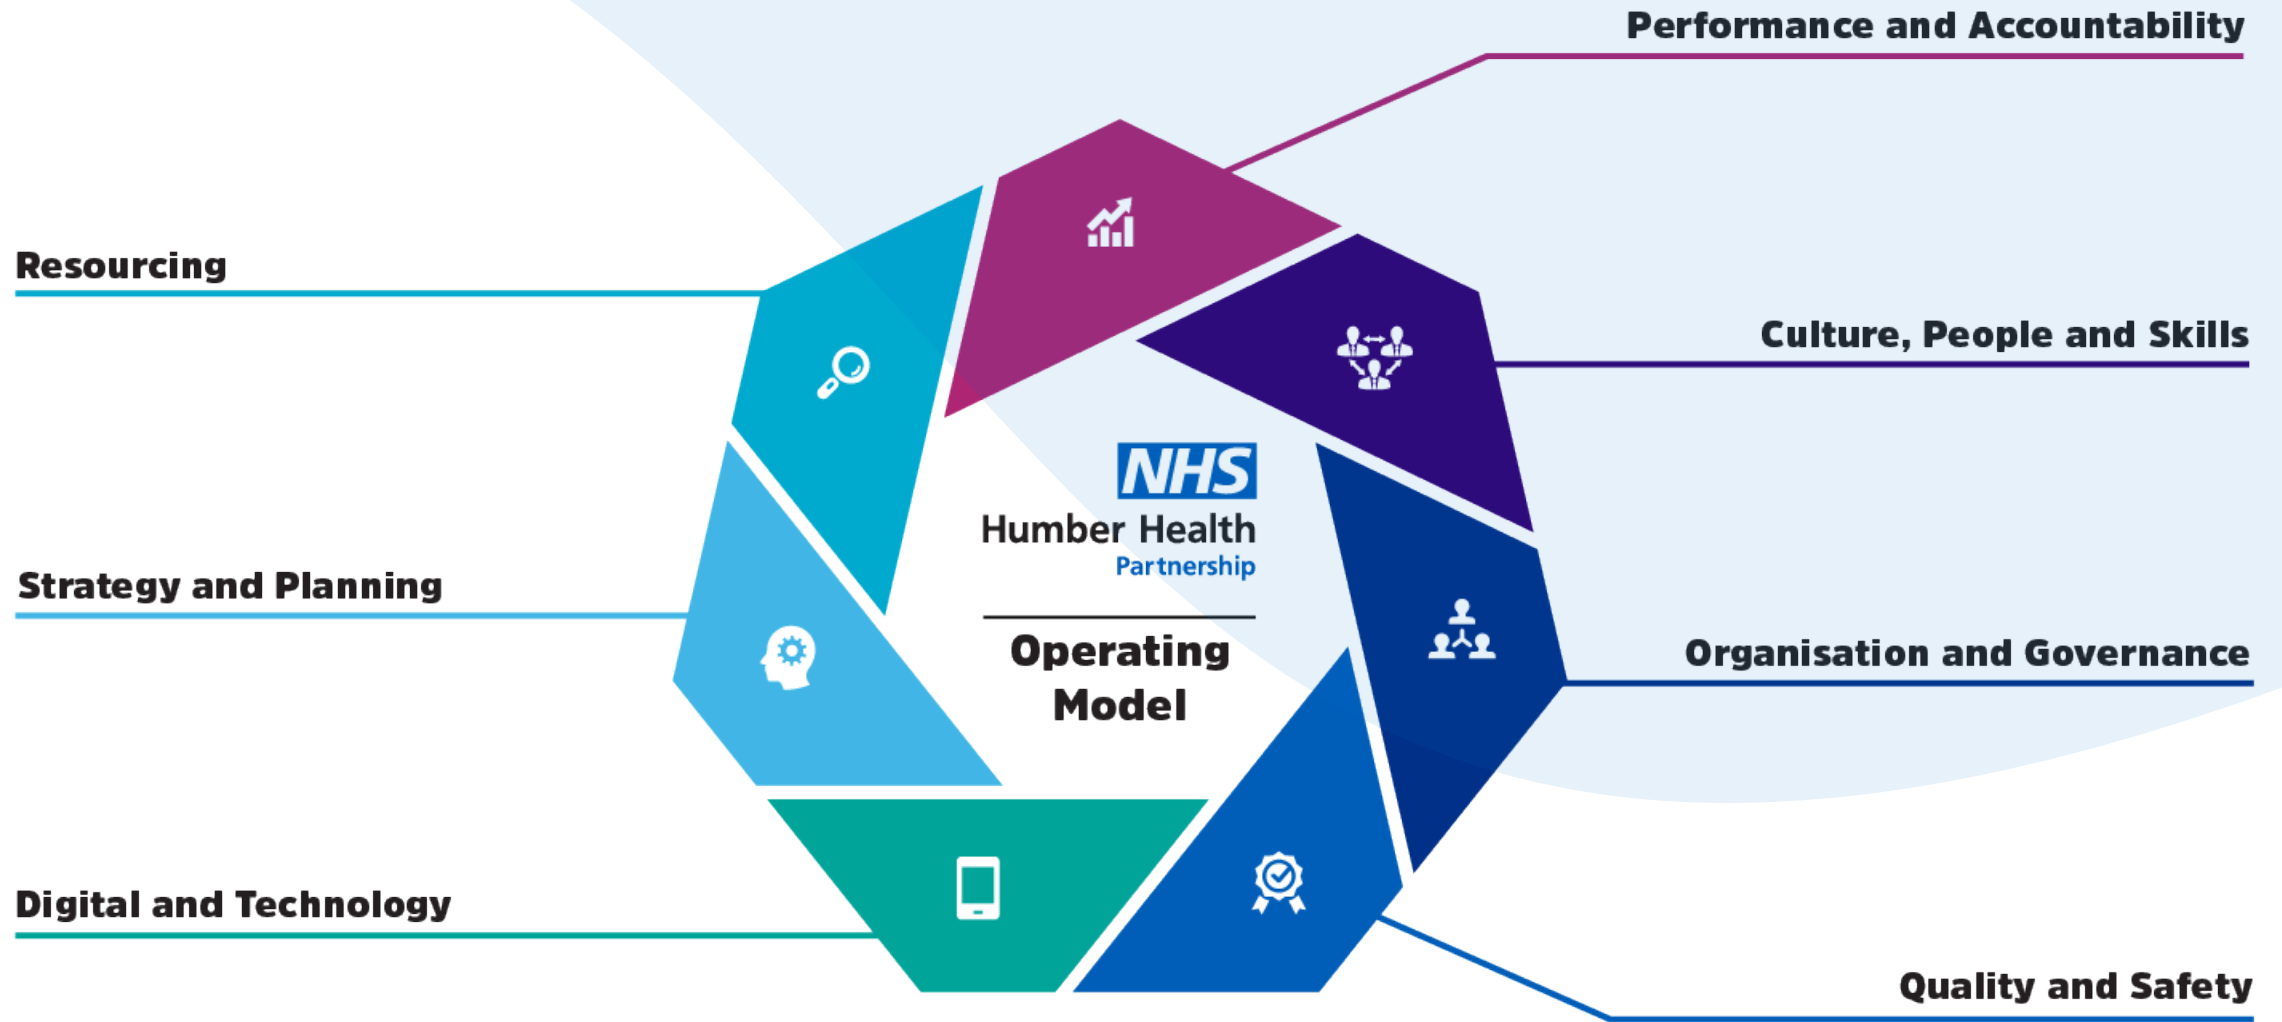 Performance and Accountability
Resourcing
Culture, People and Skills
NHS
Humber Health
Partnership
Strategy and Planning
Operating
Model
Organisation and Governance
Digital and Technology
Quality and Safety